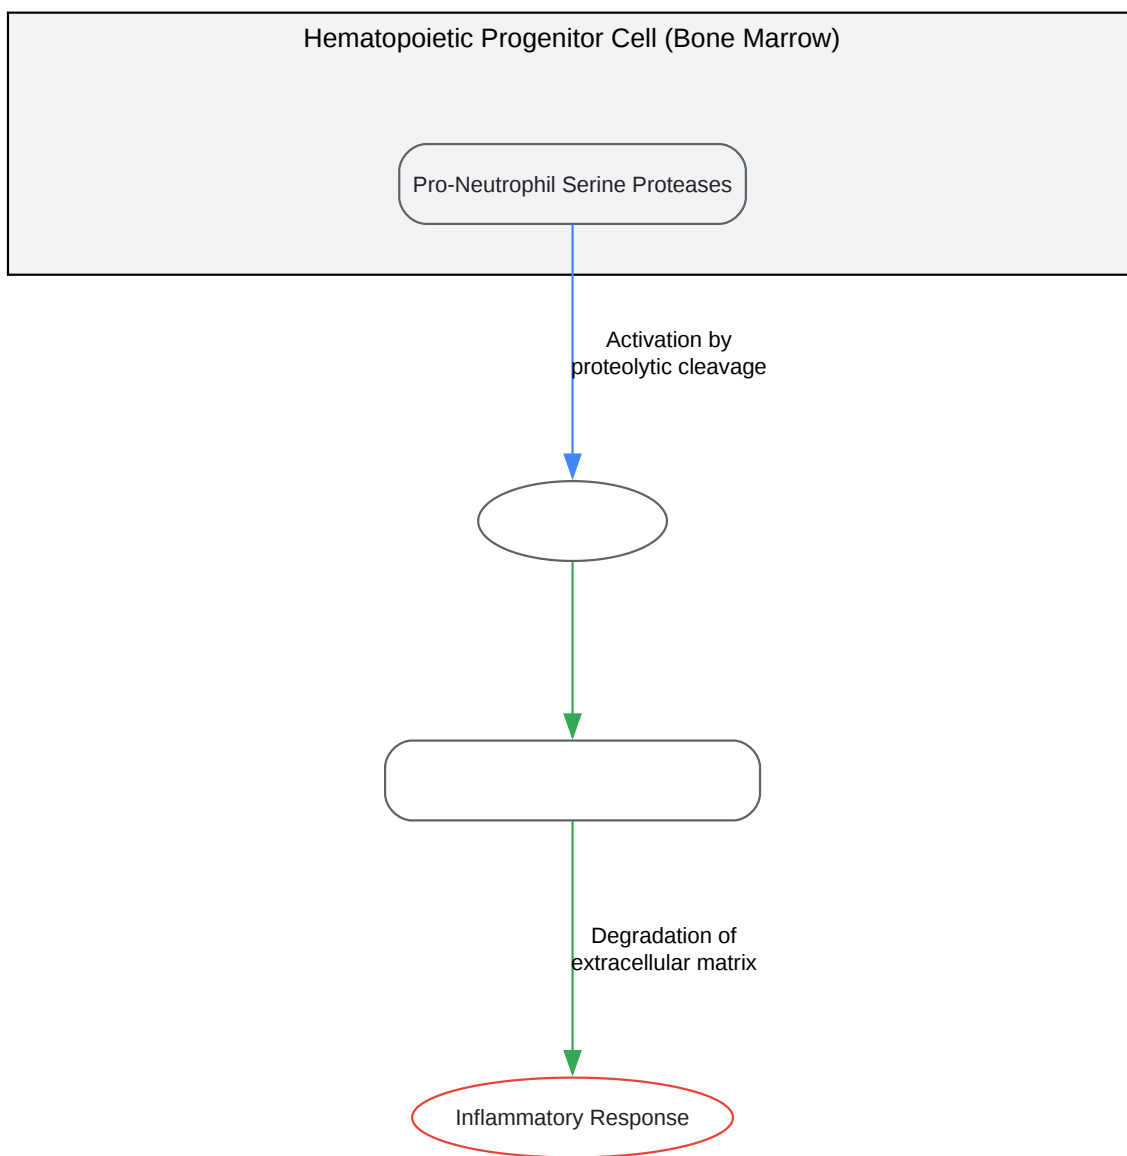 Hematopoietic Progenitor Cell (Bone Marrow)
Pro-Neutrophil Serine Proteases
Activation by
proteolytic cleavage
Degradation of
extracellular matrix
Inflammatory Response